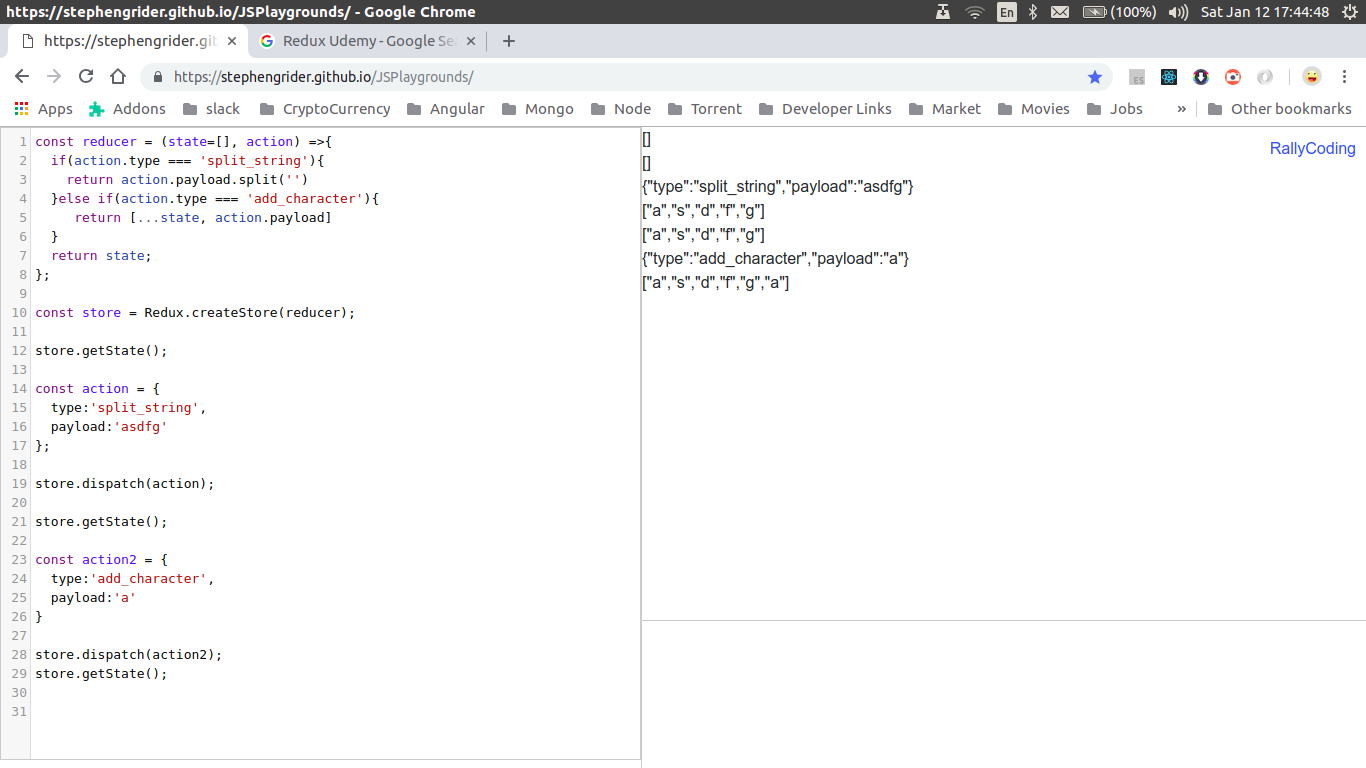 https://stephengrider.github.io/JSPlaygrounds/ - Google Chrome
En
(100%)
Sat Jan 12 17:44:48
https://stephengrider.git
Redux Udemy - Google Se
https://stephengrider.github.io/JSPlaygrounds/
ES
Apps
Addons
slack
CryptoCurrency
Angular
Mongo
Node
Torrent
Developer Links
Market
Movies
Jobs
»
Other bookmarks
1 const reducer = (state=[], action) =>{
2   if(action.type === 'split_string'){
3     return action.payload.split('')
4   }else if(action.type === 'add_character'){
5      return [...state, action.payload]
6   }
7   return state;
8 };
9
10 const store = Redux.createStore(reducer);
11
12 store.getState();
13
14 const action = {
15   type:'split_string',
16   payload:'asdfg'
17 };
18
19 store.dispatch(action);
20
21 store.getState();
22
23 const action2 = {
24   type:'add_character',
25   payload:'a'
26 }
27
28 store.dispatch(action2);
29 store.getState();
30
31
[]
[]
{"type":"split_string","payload":"asdfg"}
["a","s","d","f","g"]
["a","s","d","f","g"]
{"type":"add_character","payload":"a"}
["a","s","d","f","g","a"]
RallyCoding